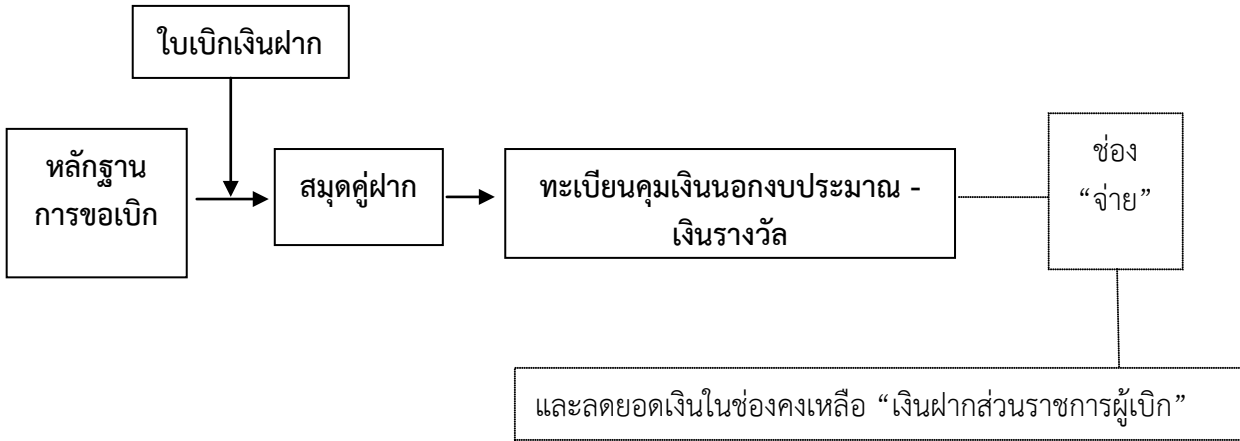 ใบเบิกเงินฝาก
หลักฐาน
การขอเบิก
สมุดคู่ฝาก
ทะเบียนคุมเงินนอกงบประมาณ -
เงินรางวัล
ช่อง
“จ่าย”
และลดยอดเงินในช่องคงเหลือ “เงินฝากส่วนราชการผู้เบิก”